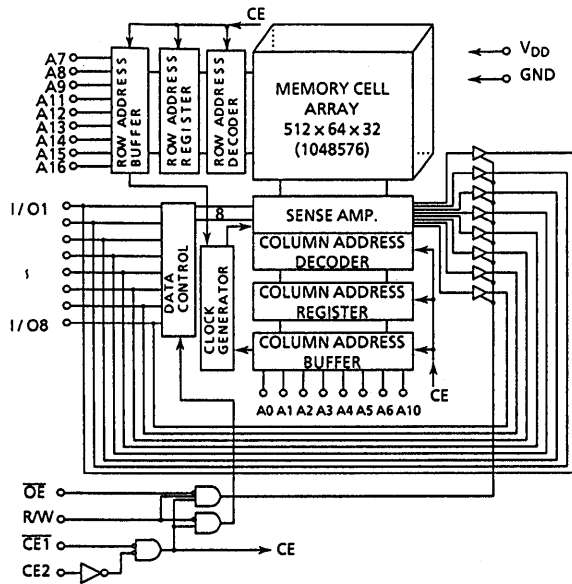 CE
A7
A8
A9
A11
A12
A13
A14
A15
A16
ROW ADDRESS BUFFER
ROW ADDRESS REGISTER
ROW ADDRESS DECODER
MEMORY CELL
ARRAY
512 x 64 x 32
(1048576)
VDD
GND
I/O1
I/O8
DATA CONTROL
8
CLOCK GENERATOR
SENSE AMP.
COLUMN ADDRESS
DECODER
COLUMN ADDRESS
REGISTER
COLUMN ADDRESS
BUFFER
CE
A0 A1 A2 A3 A4 A5 A6 A10
O̅E̅
R/W
C̅E̅1̅
CE2
CE